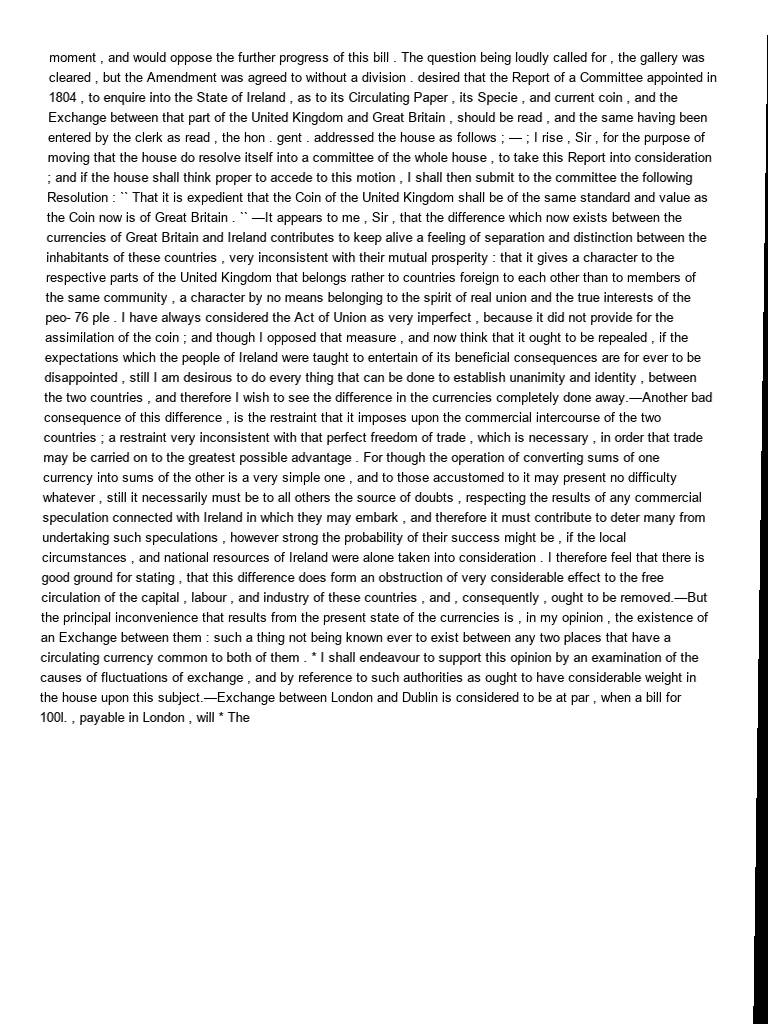 moment , and would oppose the further progress of this bill . The question being loudly called for , the gallery was
cleared , but the Amendment was agreed to without a division . desired that the Report of a Committee appointed in
1804 , to enquire into the State of Ireland , as to its Circulating Paper , its Specie , and current coin , and the
Exchange between that part of the United Kingdom and Great Britain , should be read , and the same having been
entered by the clerk as read , the hon . gent . addressed the house as follows ; — ; I rise , Sir , for the purpose of
moving that the house do resolve itself into a committee of the whole house , to take this Report into consideration
; and if the house shall think proper to accede to this motion , I shall then submit to the committee the following
Resolution : `` That it is expedient that the Coin of the United Kingdom shall be of the same standard and value as
the Coin now is of Great Britain . `` —It appears to me , Sir , that the difference which now exists between the
currencies of Great Britain and Ireland contributes to keep alive a feeling of separation and distinction between the
inhabitants of these countries , very inconsistent with their mutual prosperity : that it gives a character to the
respective parts of the United Kingdom that belongs rather to countries foreign to each other than to members of
the same community , a character by no means belonging to the spirit of real union and the true interests of the
peo- 76 ple . I have always considered the Act of Union as very imperfect , because it did not provide for the
assimilation of the coin ; and though I opposed that measure , and now think that it ought to be repealed , if the
expectations which the people of Ireland were taught to entertain of its beneficial consequences are for ever to be
disappointed , still I am desirous to do every thing that can be done to establish unanimity and identity , between
the two countries , and therefore I wish to see the difference in the currencies completely done away.—Another bad
consequence of this difference , is the restraint that it imposes upon the commercial intercourse of the two
countries ; a restraint very inconsistent with that perfect freedom of trade , which is necessary , in order that trade
may be carried on to the greatest possible advantage . For though the operation of converting sums of one
currency into sums of the other is a very simple one , and to those accustomed to it may present no difficulty
whatever , still it necessarily must be to all others the source of doubts , respecting the results of any commercial
speculation connected with Ireland in which they may embark , and therefore it must contribute to deter many from
undertaking such speculations , however strong the probability of their success might be , if the local
circumstances , and national resources of Ireland were alone taken into consideration . I therefore feel that there is
good ground for stating , that this difference does form an obstruction of very considerable effect to the free
circulation of the capital , labour , and industry of these countries , and , consequently , ought to be removed.—But
the principal inconvenience that results from the present state of the currencies is , in my opinion , the existence of
an Exchange between them : such a thing not being known ever to exist between any two places that have a
circulating currency common to both of them . * I shall endeavour to support this opinion by an examination of the
causes of fluctuations of exchange , and by reference to such authorities as ought to have considerable weight in
the house upon this subject.—Exchange between London and Dublin is considered to be at par , when a bill for
100l. , payable in London , will * The